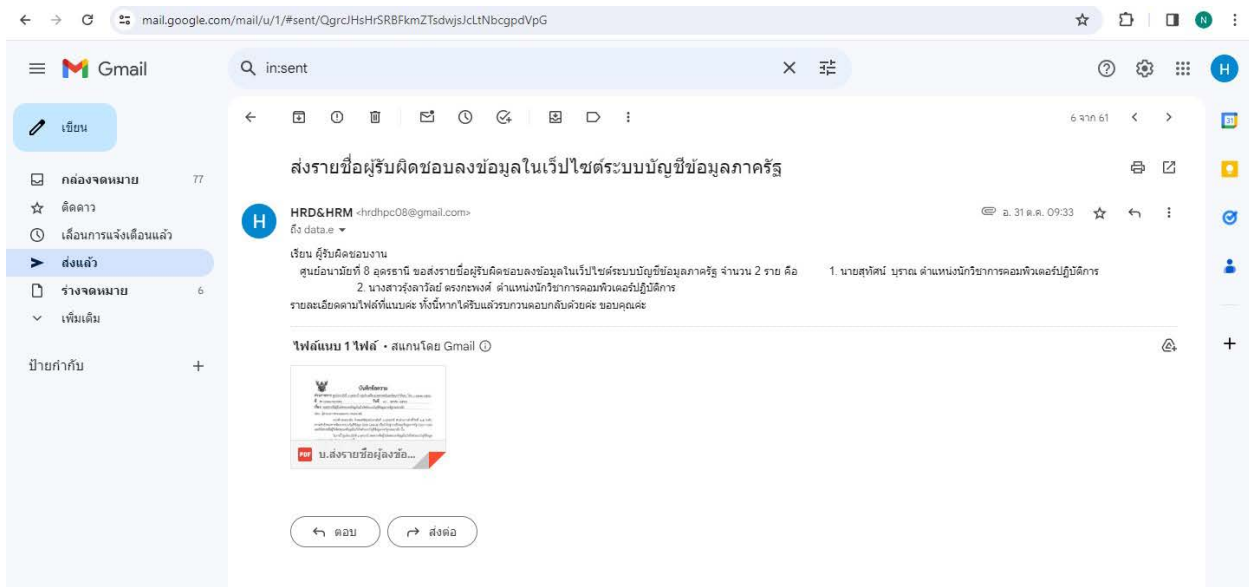 mail.google.com/mail/u/1/#sent/QgrcJHsHrSRBFkmZTsdwjsJcLtNbcgpdVpG
N
Gmail
in:sent
H
เขียน
6 จาก 61
31
ส่งรายชื่อผู้รับผิดชอบลงข้อมูลในเว็ปไซต์ระบบบัญชีข้อมูลภาครัฐ
กล่องจดหมาย 77
ติดดาว
เลื่อนการแจ้งเตือนแล้ว
ส่งแล้ว
ร่างจดหมาย 6
เพิ่มเติม
ป้ายกำกับ
H
HRD&HRM <hrdhpc08@gmail.com>
อ. 31 ต.ค. 09:33
ถึง data.e
เรียน ผู้รับผิดชอบงาน
ศูนย์อนามัยที่ 8 อุดรธานี ขอส่งรายชื่อผู้รับผิดชอบลงข้อมูลในเว็ปไซต์ระบบบัญชีข้อมูลภาครัฐ จำนวน 2 ราย คือ 1. นายสุทัศน์ บุราณ ตำแหน่งนักวิชาการคอมพิวเตอร์ปฏิบัติการ
2. นางสาวรุ้งลาวัลย์ ตรงกะพงศ์ ตำแหน่งนักวิชาการคอมพิวเตอร์ปฏิบัติการ
รายละเอียดตามไฟล์ที่แนบค่ะ ทั้งนี้หากได้รับแล้วรบกวนตอบกลับด้วยค่ะ ขอบคุณค่ะ
ไฟล์แนบ 1 ไฟล์ • สแกนโดย Gmail
บันทึกข้อความ
PDF
บ.ส่งรายชื่อผู้ลงข้อ...
ตอบ
ส่งต่อ